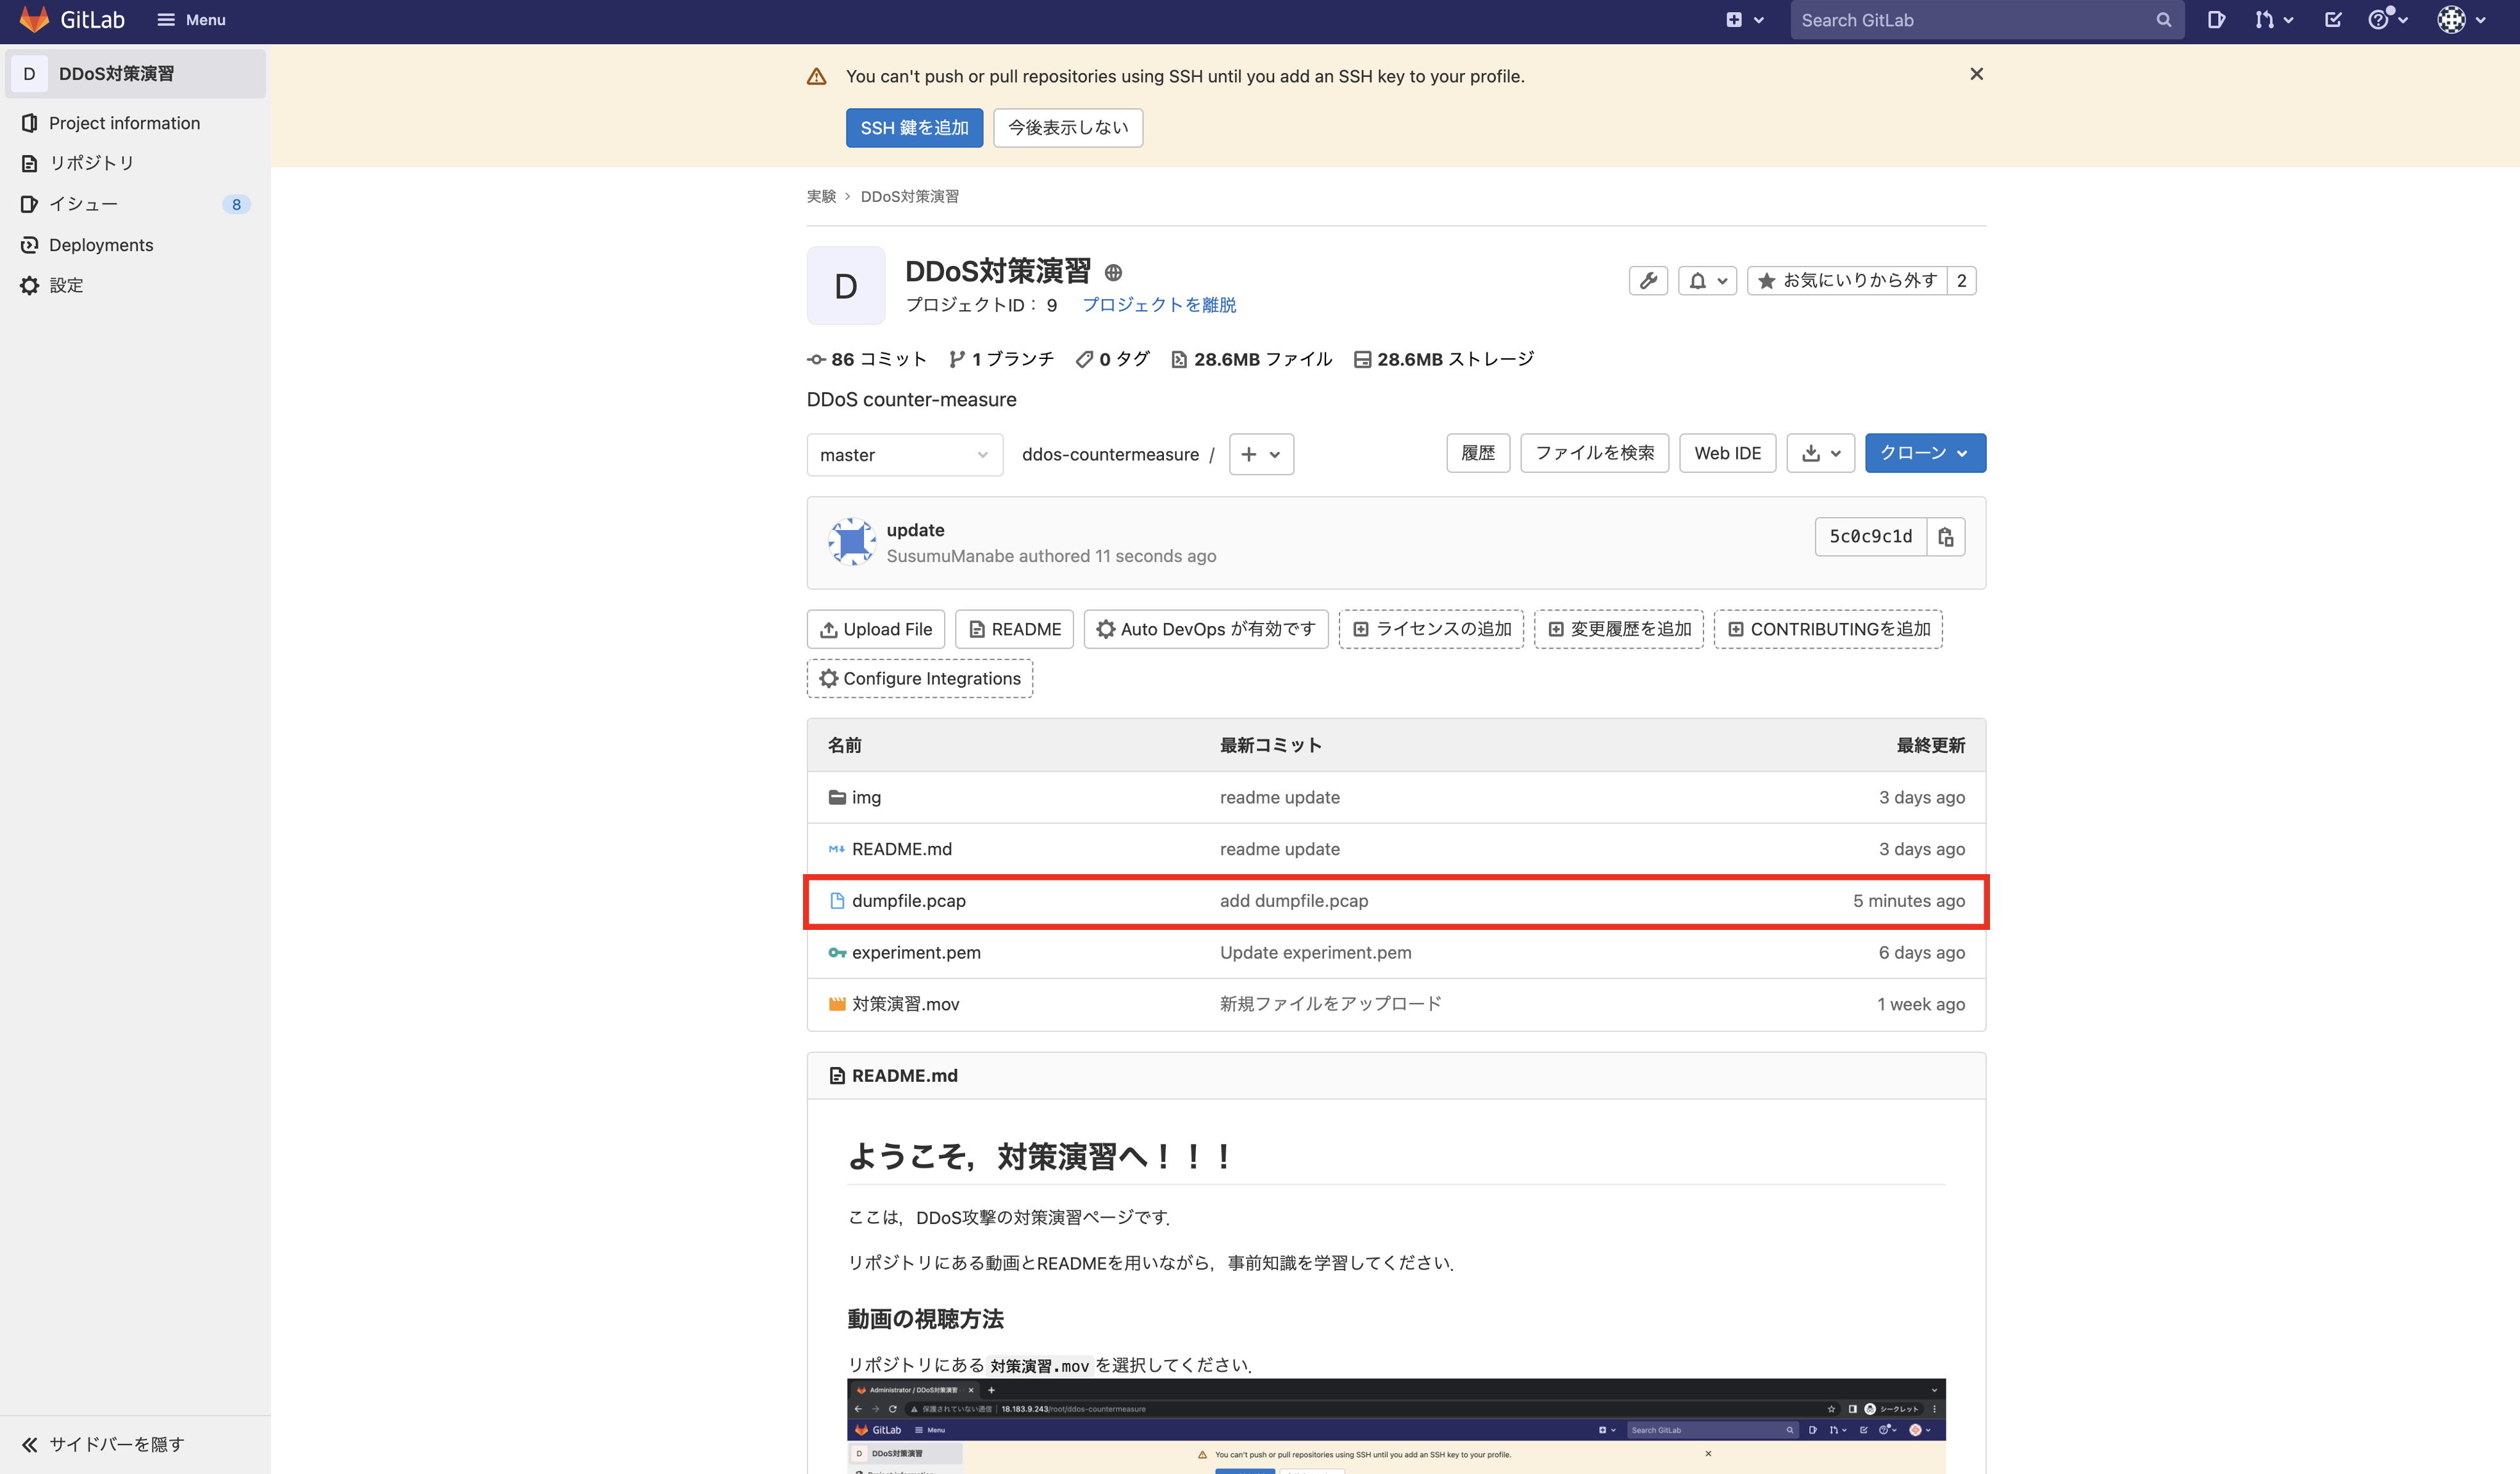 GitLab
Menu
Search GitLab
D
DDoS対策演習
Project information
リポジトリ
イシュー
8
Deployments
設定
サイドバーを隠す
You can't push or pull repositories using SSH until you add an SSH key to your profile.
SSH 鍵を追加
今後表示しない
実験 › DDoS対策演習
D
DDoS対策演習
プロジェクトID： 9 プロジェクトを離脱
お気にいりから外す 2
86 コミット 1 ブランチ 0 タグ 28.6MB ファイル 28.6MB ストレージ
DDoS counter-measure
master
ddos-countermeasure /
履歴
ファイルを検索
Web IDE
クローン
update
SusumuManabe authored 11 seconds ago
5c0c9c1d
Upload File
README
Auto DevOps が有効です
ライセンスの追加
変更履歴を追加
CONTRIBUTINGを追加
Configure Integrations
名前 最新コミット 最終更新
img readme update 3 days ago
README.md readme update 3 days ago
dumpfile.pcap add dumpfile.pcap 5 minutes ago
experiment.pem Update experiment.pem 6 days ago
対策演習.mov 新規ファイルをアップロード 1 week ago
README.md
ようこそ，対策演習へ！！！
ここは，DDoS攻撃の対策演習ページです．
リポジトリにある動画とREADMEを用いながら，事前知識を学習してください．
動画の視聴方法
リポジトリにある 対策演習.mov を選択してください．
Administrator / DDoS対策演習
保護されていない通信 | 18.183.9.243/root/ddos-countermeasure
シークレット
GitLab
Menu
Search GitLab
D DDoS対策演習
You can't push or pull repositories using SSH until you add an SSH key to your profile.